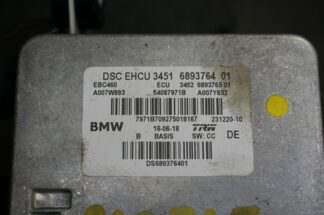 DSC EHCU 3451 6893764 01
EBC460 ECU 3452 6893765 01
A007W893 54087971B A007Y632
7971B709275018167 231220-10
BMW 16-06-18 TRW
B BASIS SW: CC DE
DS689376401